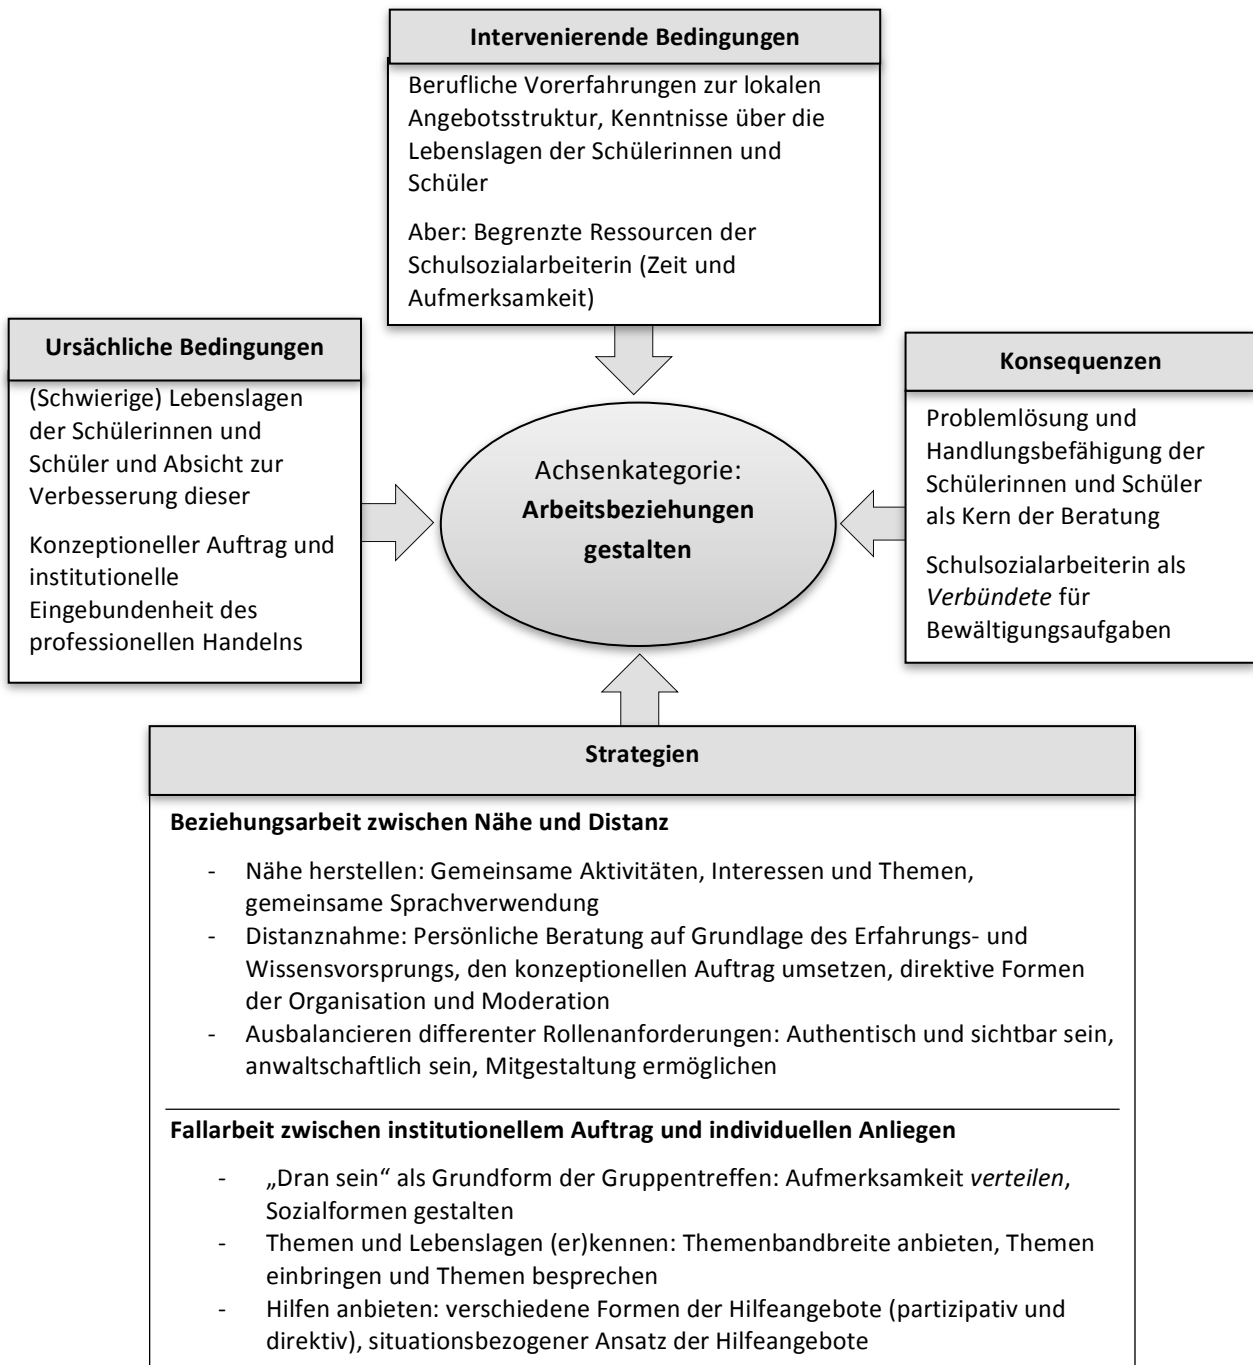 Intervenierende Bedingungen
Berufliche Vorerfahrungen zur lokalen
Angebotsstruktur, Kenntnisse über die
Lebenslagen der Schülerinnen und
Schüler
Aber: Begrenzte Ressourcen der
Schulsozialarbeiterin (Zeit und
Aufmerksamkeit)
Ursächliche Bedingungen
(Schwierige) Lebenslagen
der Schülerinnen und
Schüler und Absicht zur
Verbesserung dieser
Konzeptioneller Auftrag und
institutionelle
Eingebundenheit des
professionellen Handelns
Achsenkategorie:
Arbeitsbeziehungen
gestalten
Konsequenzen
Problemlösung und
Handlungsbefähigung der
Schülerinnen und Schüler
als Kern der Beratung
Schulsozialarbeiterin als
Verbündete für
Bewältigungsaufgaben
Strategien
Beziehungsarbeit zwischen Nähe und Distanz
- Nähe herstellen: Gemeinsame Aktivitäten, Interessen und Themen,
gemeinsame Sprachverwendung
- Distanznahme: Persönliche Beratung auf Grundlage des Erfahrungs- und
Wissensvorsprungs, den konzeptionellen Auftrag umsetzen, direktive Formen
der Organisation und Moderation
- Ausbalancieren differenter Rollenanforderungen: Authentisch und sichtbar sein,
anwaltschaftlich sein, Mitgestaltung ermöglichen
Fallarbeit zwischen institutionellem Auftrag und individuellen Anliegen
- „Dran sein“ als Grundform der Gruppentreffen: Aufmerksamkeit verteilen,
Sozialformen gestalten
- Themen und Lebenslagen (er)kennen: Themenbandbreite anbieten, Themen
einbringen und Themen besprechen
- Hilfen anbieten: verschiedene Formen der Hilfeangebote (partizipativ und
direktiv), situationsbezogener Ansatz der Hilfeangebote